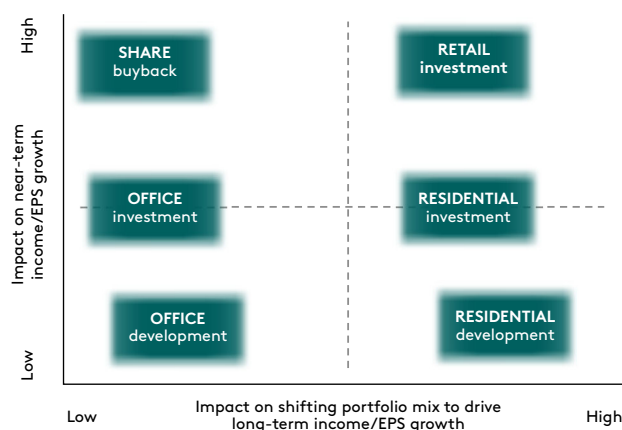 High
SHARE
buyback
RETAIL
investment
Impact on near-term
income/EPS growth
OFFICE
investment
RESIDENTIAL
investment
OFFICE
development
RESIDENTIAL
development
Low
Low
Impact on shifting portfolio mix to drive
long-term income/EPS growth
High